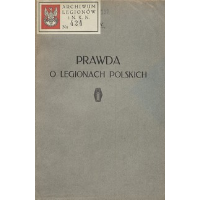 ARCHIWUM
LEGIONÓW
I N.K.N.
PRAWDA
O LEGIONACH POLSKICH